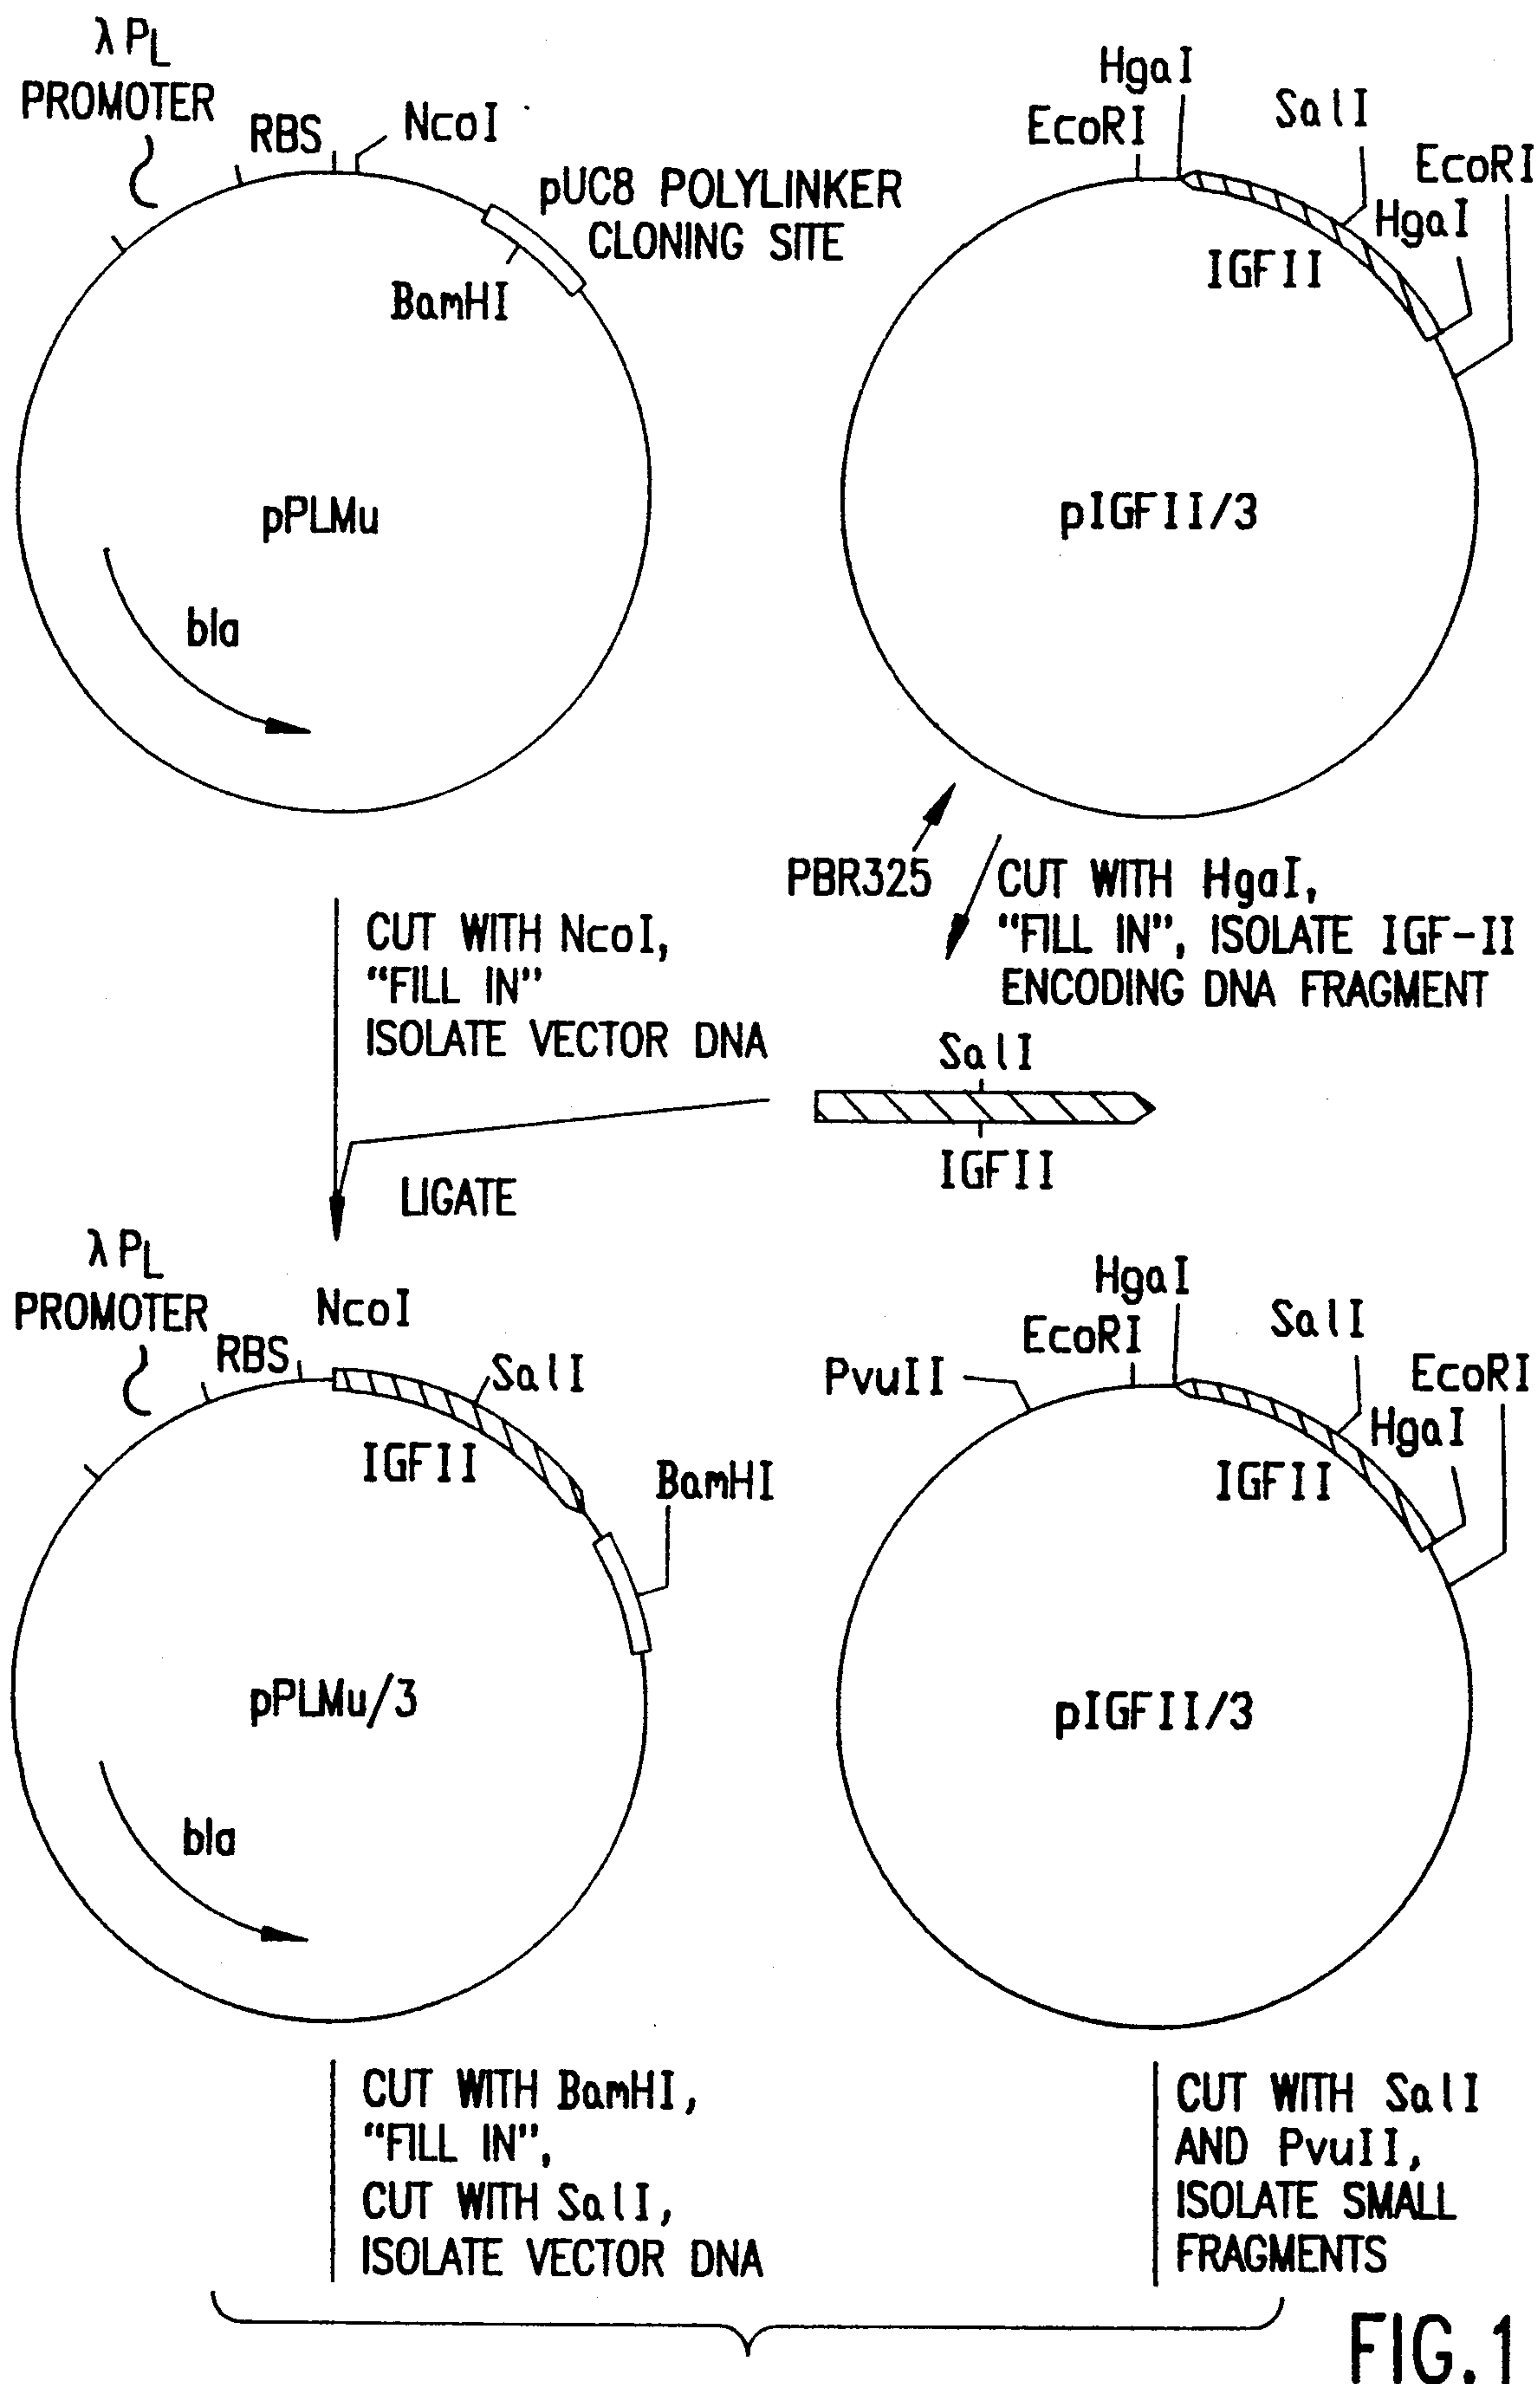 λ PL
PROMOTER
RBS
NcoI
pUC8 POLYLINKER
CLONING SITE
BamHI
pPLMu
bla
HgaI
EcoRI
SalI
EcoRI
HgaI
IGFII
pIGFII/3
PBR325
CUT WITH HgaI,
“FILL IN”, ISOLATE IGF-II
ENCODING DNA FRAGMENT
CUT WITH NcoI,
“FILL IN”
ISOLATE VECTOR DNA
SalI
IGFII
LIGATE
λ PL
PROMOTER
RBS
NcoI
SalI
IGFII
BamHI
pPLMu/3
bla
HgaI
EcoRI
PvuII
SalI
EcoRI
HgaI
IGFII
pIGFII/3
CUT WITH BamHI,
“FILL IN”,
CUT WITH SalI,
ISOLATE VECTOR DNA
CUT WITH SalI
AND PvuII,
ISOLATE SMALL
FRAGMENTS
FIG.1